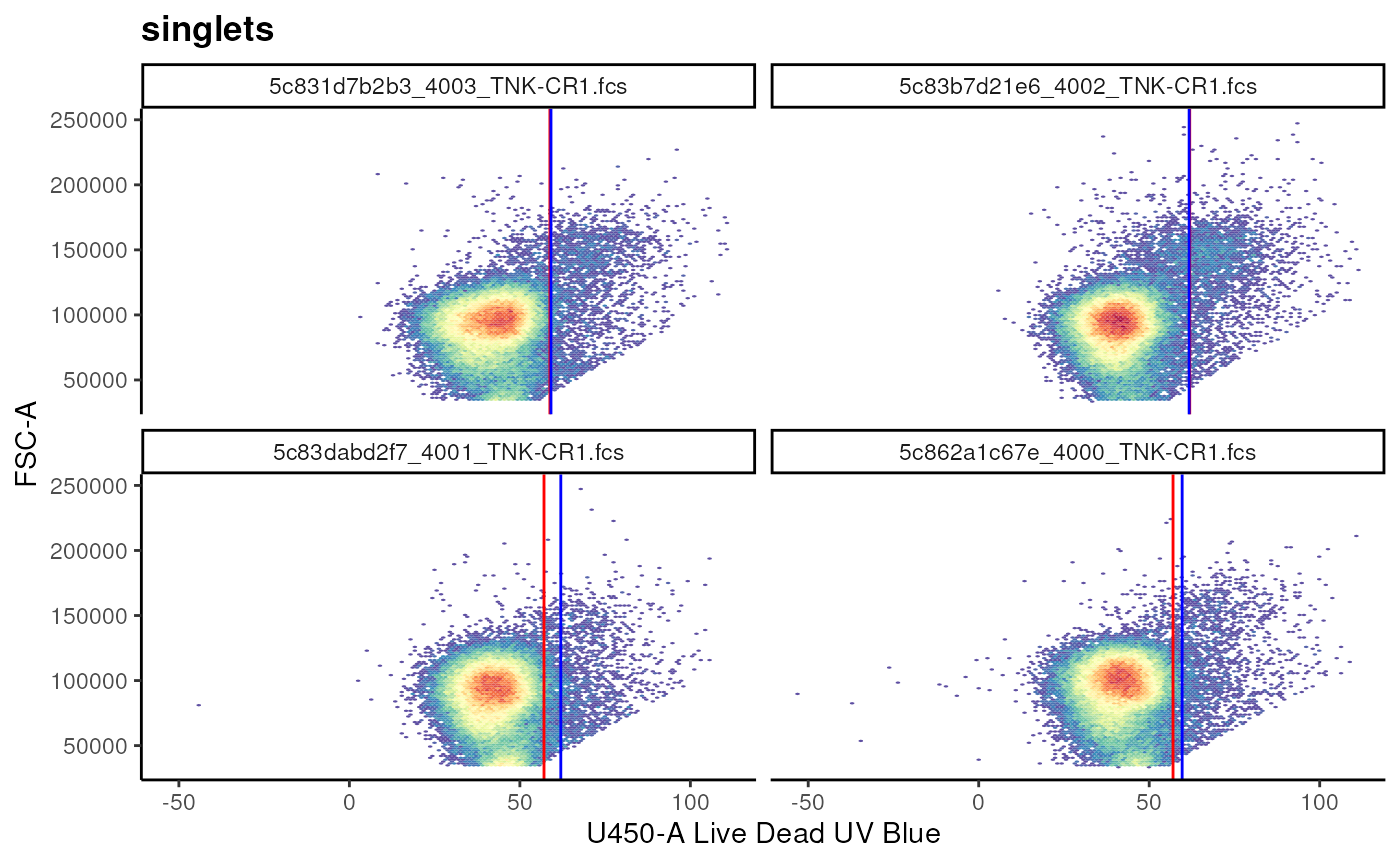 singlets
5c831d7b2b3_4003_TNK-CR1.fcs
5c83b7d21e6_4002_TNK-CR1.fcs
250000
200000
150000
100000
50000
5c83dabd2f7_4001_TNK-CR1.fcs
5c862a1c67e_4000_TNK-CR1.fcs
250000
200000
150000
100000
50000
FSC-A
-50 0 50 100
-50 0 50 100
U450-A Live Dead UV Blue